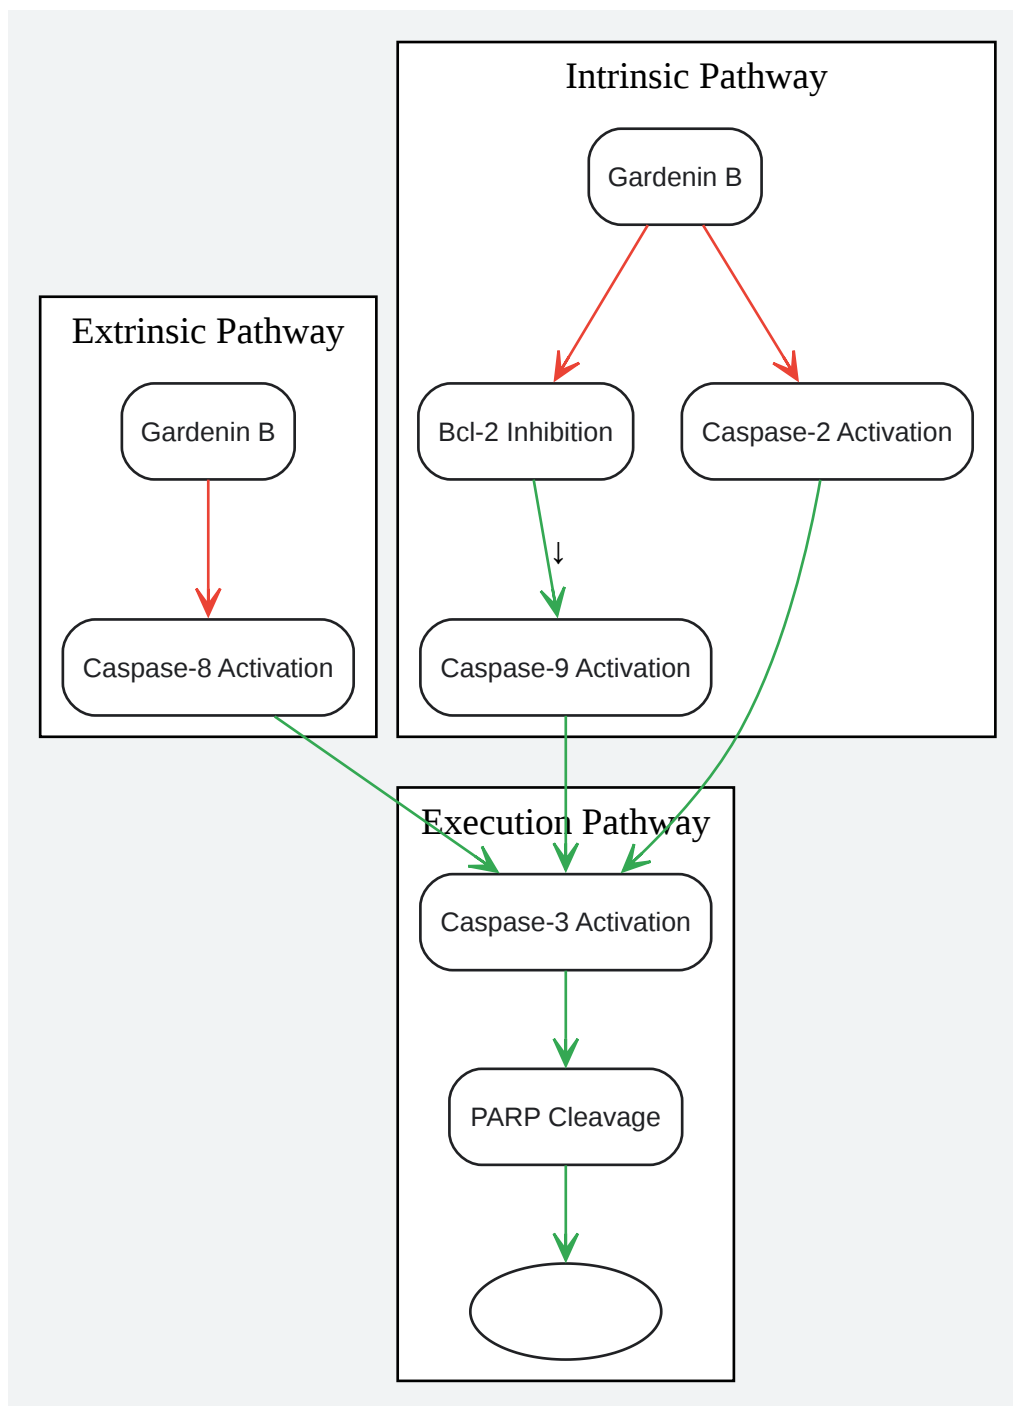 Intrinsic Pathway
Gardenin B
Extrinsic Pathway
Gardenin B
Bcl-2 Inhibition
Caspase-2 Activation
↓
Caspase-8 Activation
Caspase-9 Activation
Execution Pathway
Caspase-3 Activation
PARP Cleavage